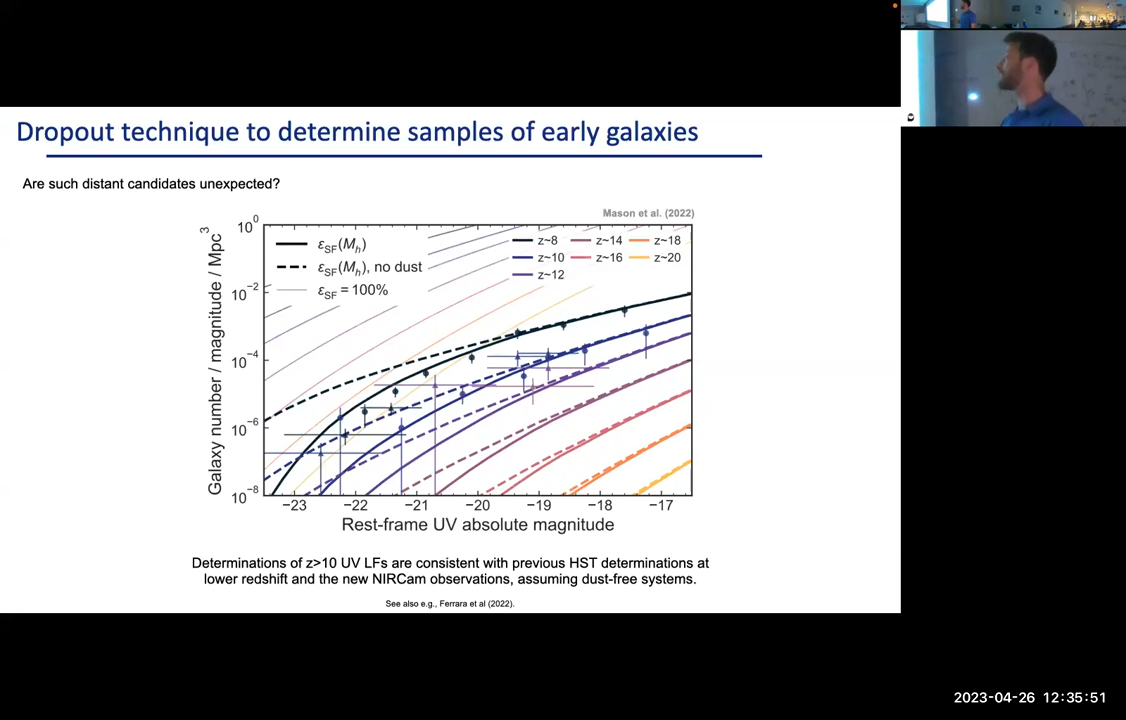 Dropout technique to determine samples of early galaxies
Are such distant candidates unexpected?
Mason et al. (2022)
Galaxy number / magnitude / Mpc³
10⁰
10⁻²
10⁻⁴
10⁻⁶
10⁻⁸
ε_SF(M_h)
ε_SF(M_h), no dust
ε_SF = 100%
z~8
z~10
z~12
z~14
z~16
z~18
z~20
−23 −22 −21 −20 −19 −18 −17
Rest-frame UV absolute magnitude
Determinations of z>10 UV LFs are consistent with previous HST determinations at
lower redshift and the new NIRCam observations, assuming dust-free systems.
See also e.g., Ferrara et al (2022).
2023-04-26 12:35:51